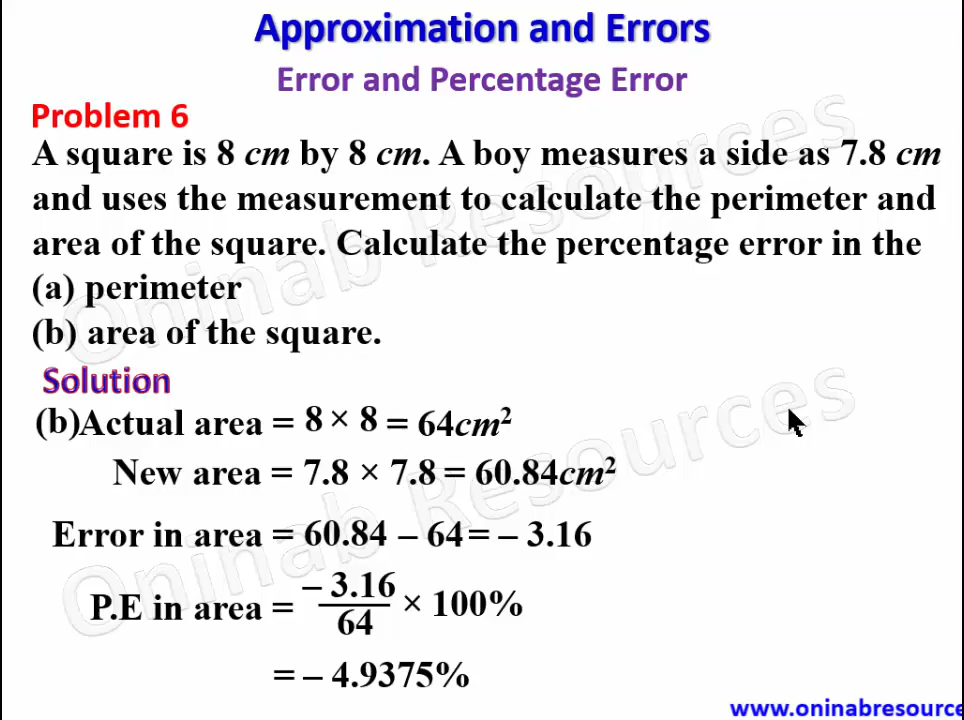 Approximation and Errors
Error and Percentage Error
Problem 6
A square is 8 cm by 8 cm. A boy measures a side as 7.8 cm
and uses the measurement to calculate the perimeter and
area of the square. Calculate the percentage error in the
(a) perimeter
(b) area of the square.
Solution
(b) Actual area = 8 × 8 = 64cm²
New area = 7.8 × 7.8 = 60.84cm²
Error in area = 60.84 – 64 = – 3.16
P.E in area = – 3.16/64 × 100%
= – 4.9375%
Oninab Resources
Oninab Resources
www.oninabresource